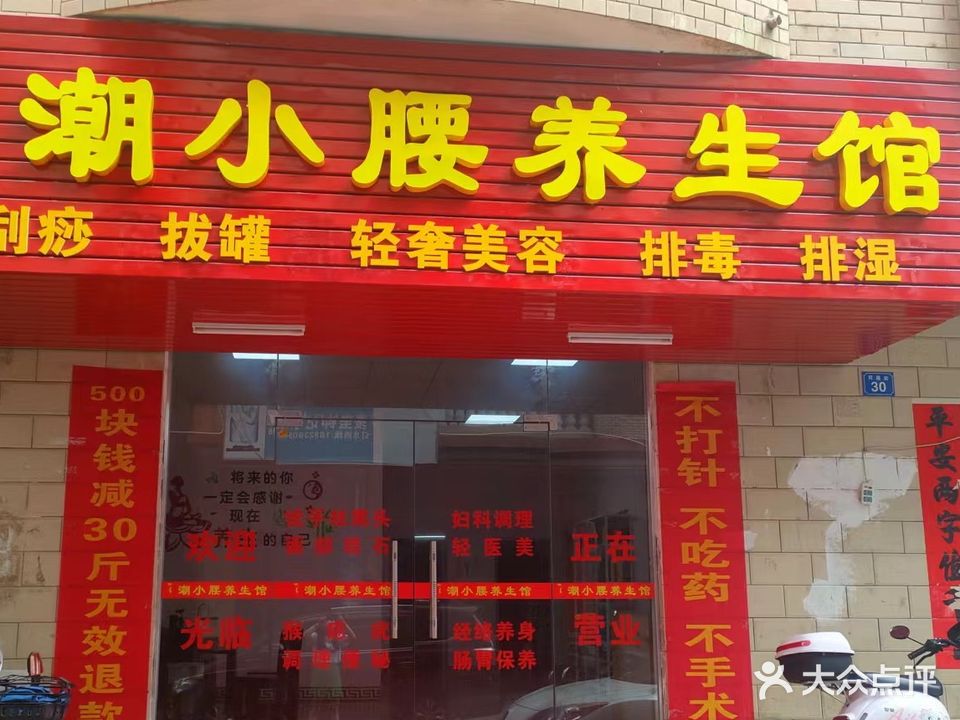 潮小腰养生馆
刮痧 拔罐 轻奢美容 排毒 排湿
500块钱减30斤无效退款
不打针 不吃药 不手术
30
平安两字值
将来的你
一定会感谢
现在
的自己
欢迎
光临
妇科调理
轻医美
正在
营业
潮小腰养生馆
潮小腰养生馆
潮小腰养生馆
潮小腰养生馆
经络养身
肠胃保养
大众点评